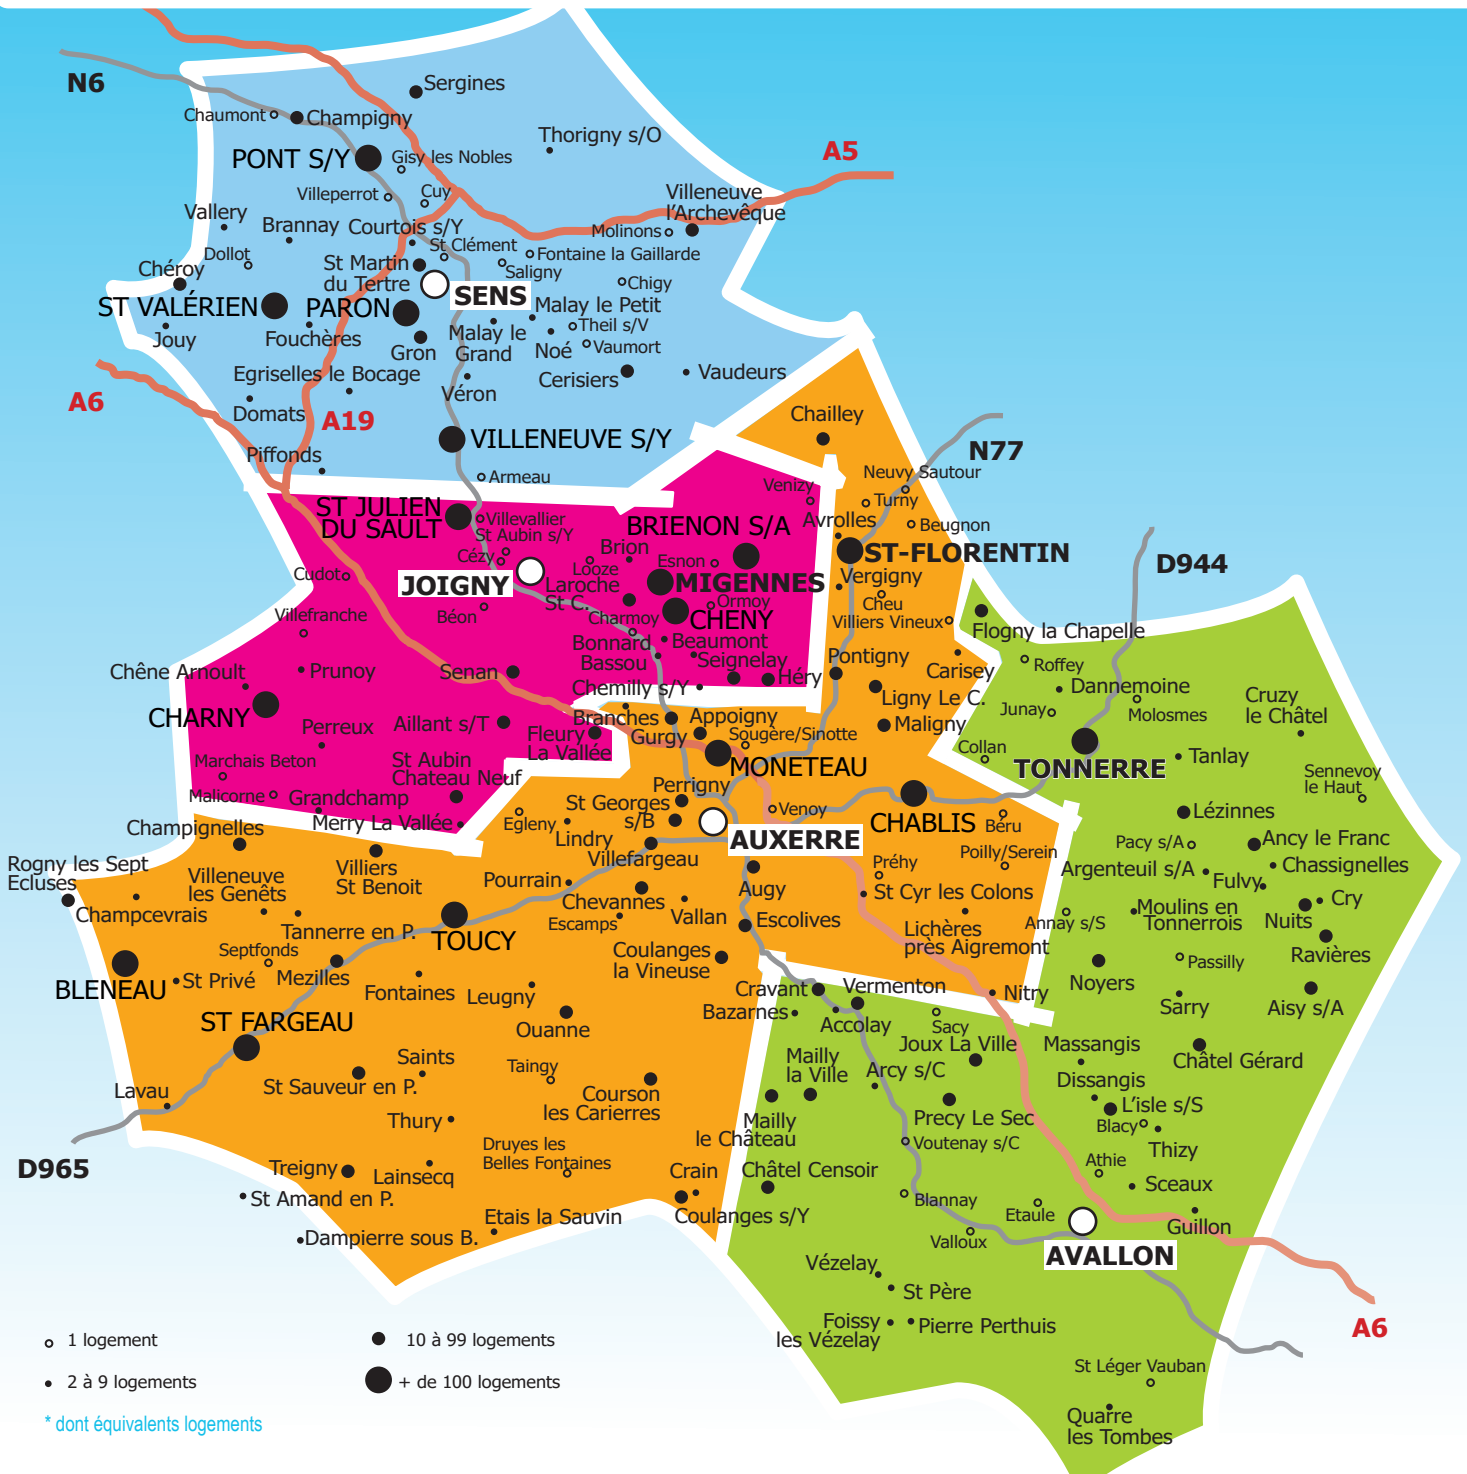 N6
Sergines
Chaumont
Champigny
Thorigny s/O
A5
PONT S/Y
Gisy les Nobles
Villeperrot
Cuy
Villeneuve
l'Archevêque
Vallery
Brannay
Courtois s/Y
Molinons
Dollot
St Clément
Fontaine la Gaillarde
Chéroy
St Martin
du Tertre
Saligny
Chigy
SENS
ST VALÉRIEN
PARON
Malay le Petit
Jouy
Fouchères
Gron
Malay le
Grand
Theil s/V
Noé
Vaumort
Egriselles le Bocage
Véron
Cerisiers
Vaudeurs
A6
Domats
A19
Chailley
VILLENEUVE S/Y
N77
Piffonds
Armeau
Neuvy Sautour
Venizy
Turny
ST JULIEN
DU SAULT
Villevallier
St Aubin s/Y
BRIENON S/A
Avrolles
Beugnon
Cézy
Brion
Looze
Esnon
ST-FLORENTIN
D944
Cudot
JOIGNY
Laroche
St C.
MIGENNES
Vergigny
Villefranche
Béon
Charmoy
Ormoy
CHENY
Cheu
Villiers Vineux
Flogny la Chapelle
Bonnard
Beaumont
Bassou
Seignelay
Pontigny
Carisey
Roffey
Chêne Arnoult
Prunoy
Senan
Chemilly s/Y
Héry
Ligny Le C.
Dannemoine
Cruzy
le Châtel
CHARNY
Junay
Molosmes
Perreux
Aillant s/T
Fleury
La Vallée
Branches
Gurgy
Appoigny
Sougère/Sinotte
Maligny
Collan
Marchais Beton
St Aubin
Chateau Neuf
MONETEAU
TONNERRE
Tanlay
Sennevoy
le Haut
Malicorne
Grandchamp
Perrigny
Merry La Vallée
Egleny
St Georges
s/B
Venoy
CHABLIS
Béru
Lézinnes
Champignelles
Lindry
AUXERRE
Pacy s/A
Ancy le Franc
Rogny les Sept
Ecluses
Villeneuve
les Genêts
Villiers
St Benoit
Villefargeau
Préhy
Poilly/Serein
Argenteuil s/A
Chassignelles
Pourrain
Augy
St Cyr les Colons
Fulvy
Champcevrais
Chevannes
Cry
Tannerre en P.
TOUCY
Escamps
Vallan
Escolives
Lichères
près Aigremont
Annay s/S
Moulins en
Tonnerrois
Nuits
Septfonds
Coulanges
la Vineuse
Ravières
BLENEAU
St Privé
Mezilles
Fontaines
Leugny
Passilly
Noyers
Cravant
Vermenton
Nitry
Sarry
Aisy s/A
ST FARGEAU
Ouanne
Bazarnes
Accolay
Sacy
Joux La Ville
Massangis
Châtel Gérard
Saints
Taingy
Mailly
la Ville
Arcy s/C
Dissangis
Lavau
St Sauveur en P.
Courson
les Carierres
L'isle s/S
Thury
Mailly
le Château
Precy Le Sec
Blacy
Thizy
D965
Druyes les
Belles Fontaines
Voutenay s/C
Treigny
Lainsecq
Crain
Châtel Censoir
Athie
Sceaux
St Amand en P.
Blannay
Etaule
Etais la Sauvin
Coulanges s/Y
Guillon
Dampierre sous B.
Valloux
AVALLON
Vézelay
St Père
Foissy
les Vézelay
Pierre Perthuis
A6
1 logement
10 à 99 logements
St Léger Vauban
2 à 9 logements
+ de 100 logements
* dont équivalents logements
Quarre
les Tombes